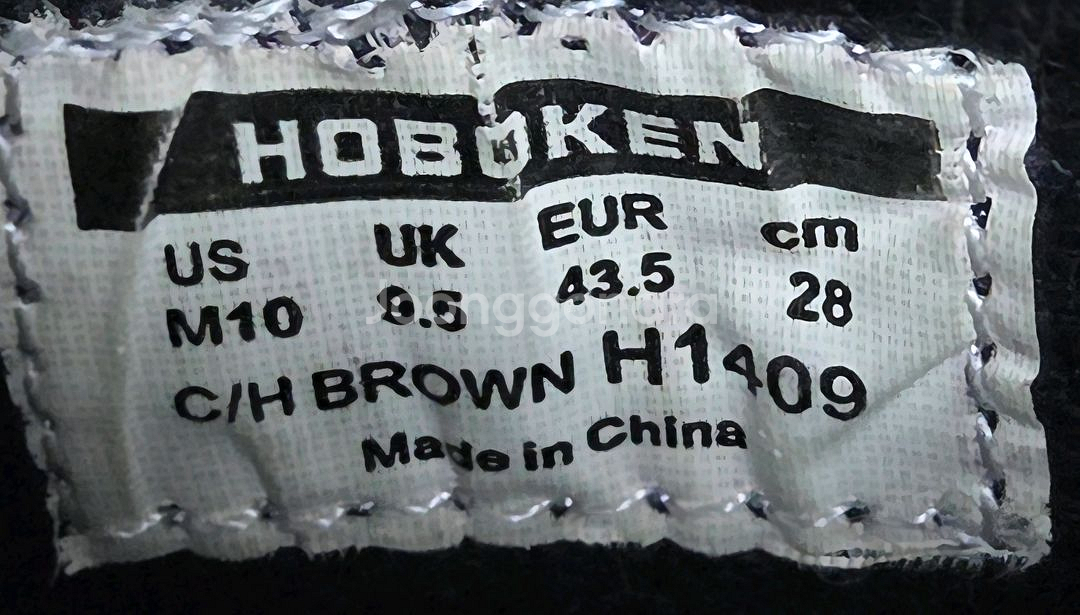 HOBOKEN
US UK EUR cm
M10 9.5 43.5 28
C/H BROWN H1409
Made in China